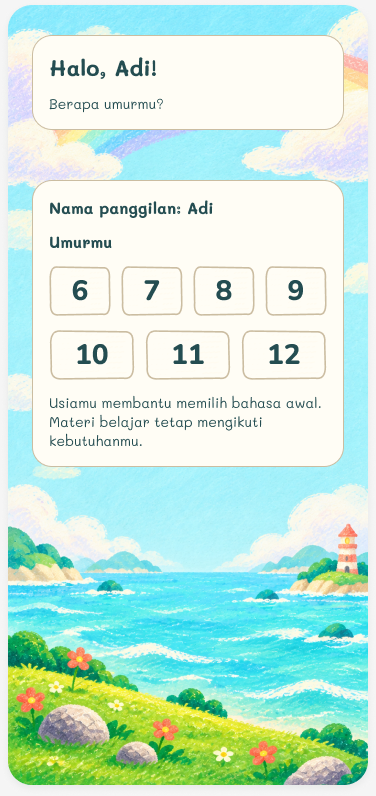 Halo, Adi!
Berapa umurmu?
Nama panggilan: Adi
Umurmu
6 7 8 9
10 11 12
Usiamu membantu memilih bahasa awal.
Materi belajar tetap mengikuti
kebutuhanmu.